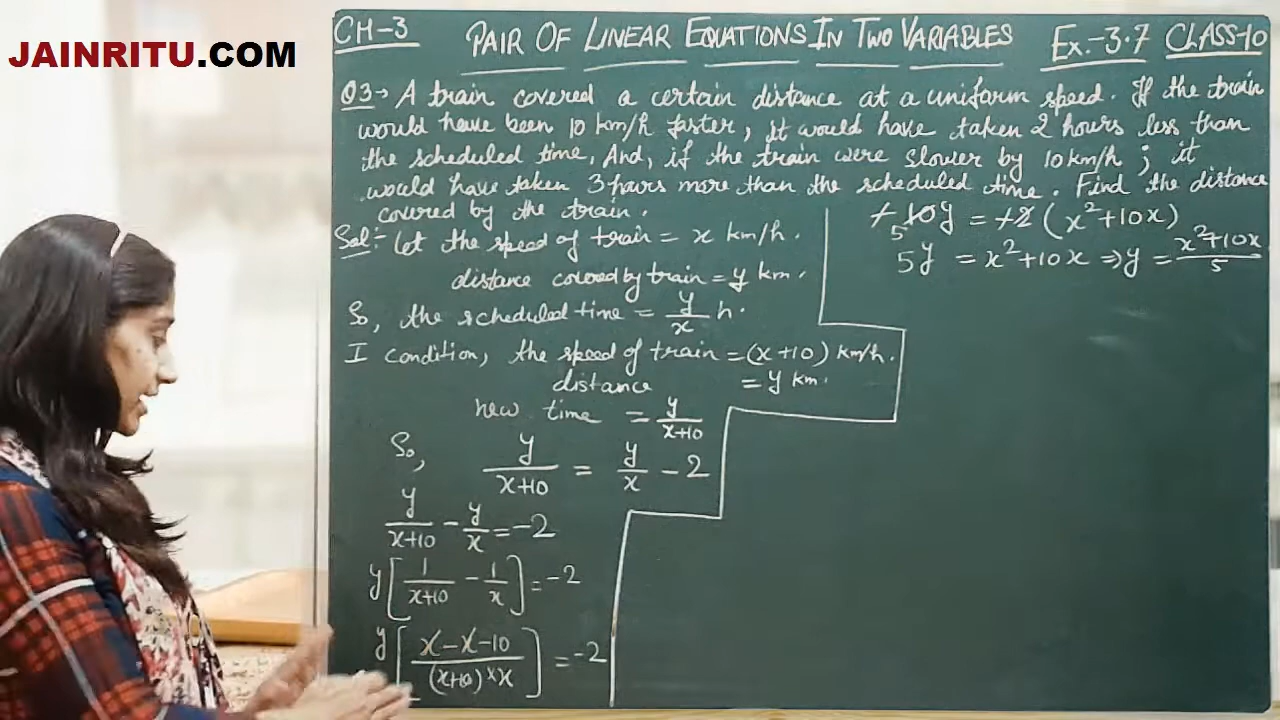 JAINRITU.COM
CH-3 PAIR OF LINEAR EQUATIONS IN TWO VARIABLES Ex.-3.7 CLASS-10
Q3→ A train covered a certain distance at a uniform speed. If the train
would have been 10 km/h faster, it would have taken 2 hours less than
the scheduled time, And, if the train were slower by 10 km/h ; it
would have taken 3 hours more than the scheduled time. Find the distance
covered by the train.
Sol:- Let the speed of train = x km/h.
distance covered by train = y km.
So, the scheduled time = y/x h.
I condition, the speed of train = (x+10) km/h.
distance = y km.
new time = y/x+10
So, y/x+10 = y/x - 2
y/x+10 - y/x = -2
y[1/x+10 - 1/x] = -2
y[x-x-10/(x+10)×x] = -2
+10y = +2 (x²+10x)
5
5y = x²+10x ⇒ y = x²+10x/5